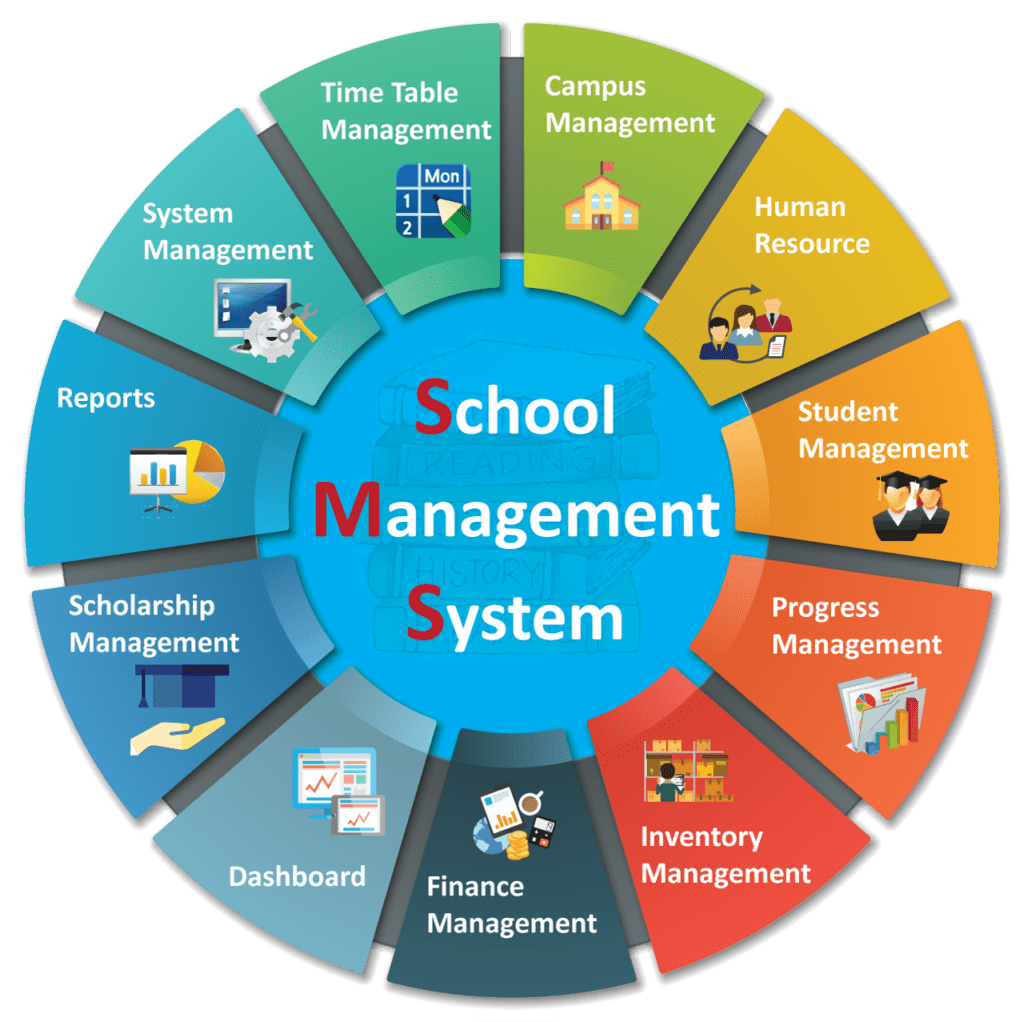 School
Management
System
READING
HISTORY
Campus
Management
Human
Resource
Student
Management
Progress
Management
Inventory
Management
Finance
Management
Dashboard
Scholarship
Management
Reports
System
Management
Time Table
Management
Mon
1
2